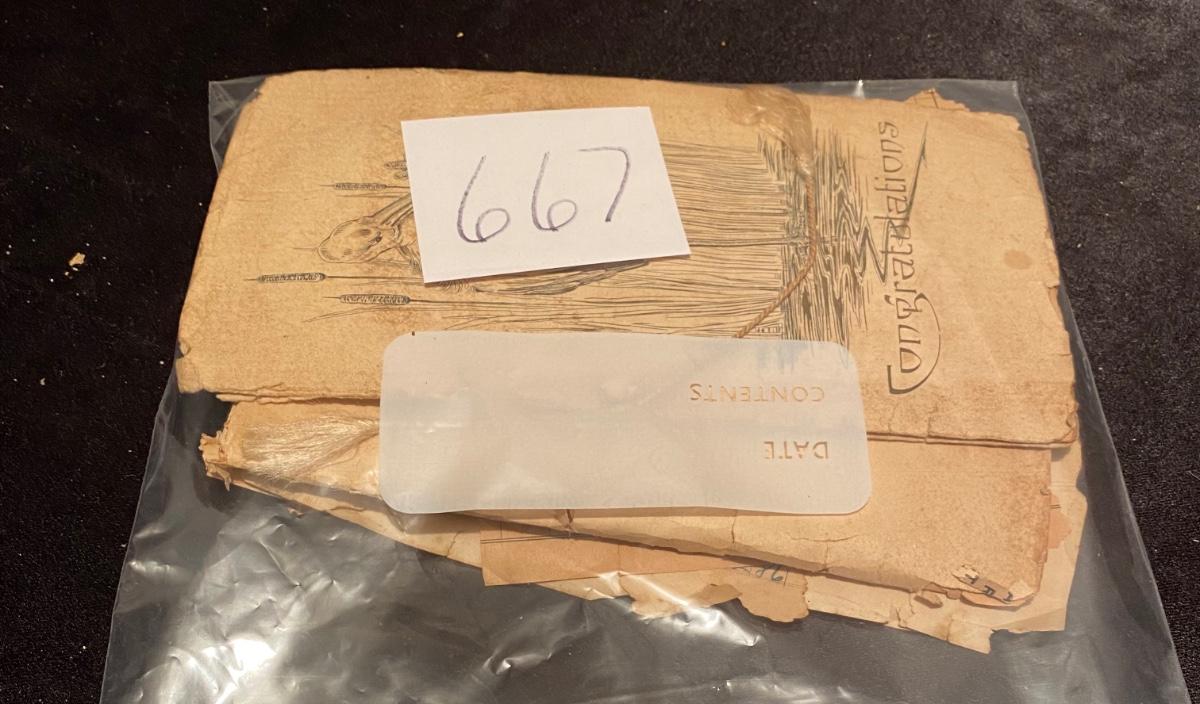 667
Congratulations
CONTENTS
DATE